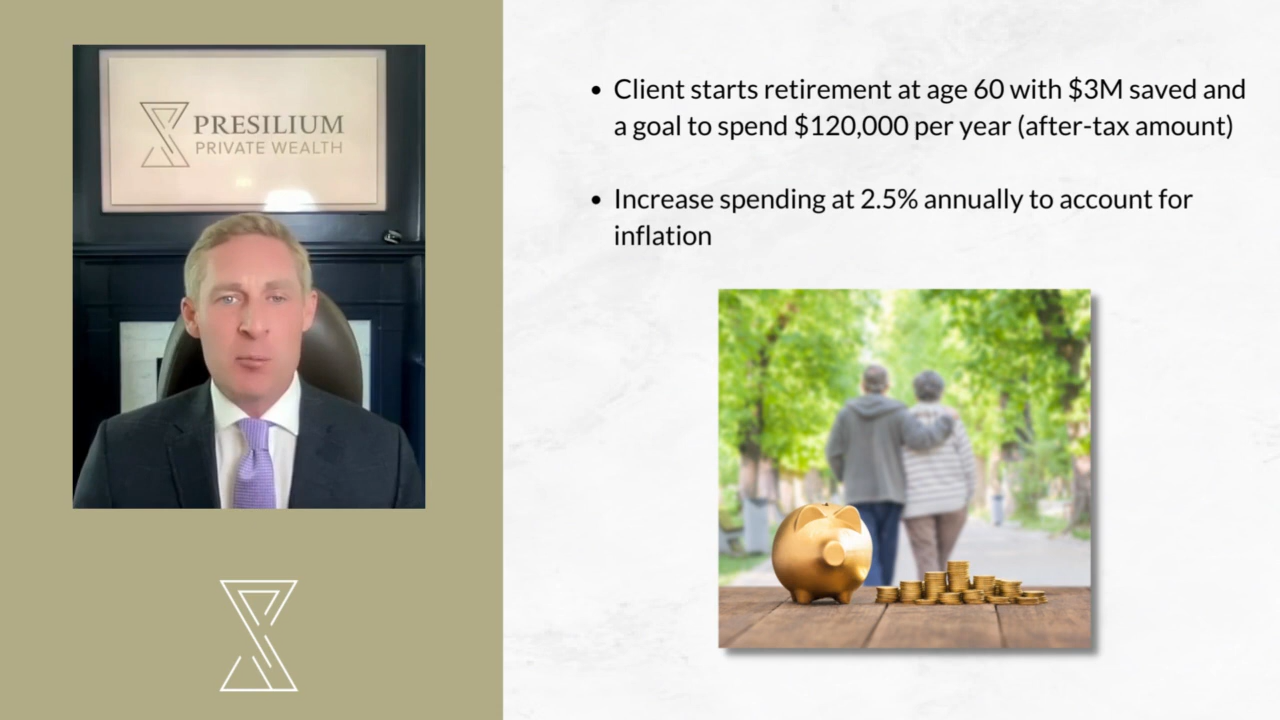 PRESILIUM
PRIVATE WEALTH
• Client starts retirement at age 60 with $3M saved and
a goal to spend $120,000 per year (after-tax amount)
• Increase spending at 2.5% annually to account for
inflation